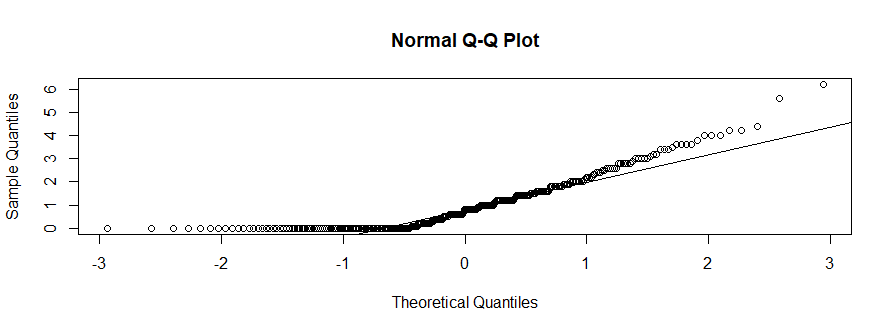 Normal Q-Q Plot
Sample Quantiles
6
5
4
3
2
1
0
-3 -2 -1 0 1 2 3
Theoretical Quantiles